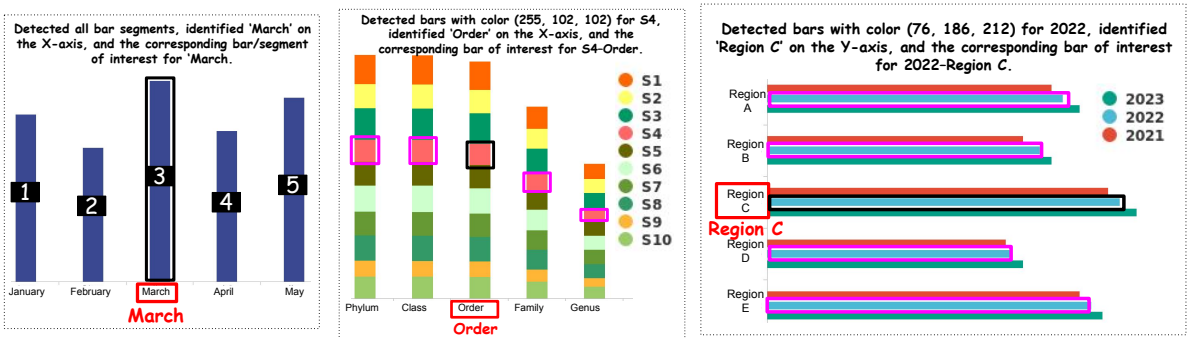 Detected all bar segments, identified ‘March’ on
the X-axis, and the corresponding bar/segment
of interest for ‘March.
1
2
3
4
5
January February March April May
March
Detected bars with color (255, 102, 102) for S4,
identified ‘Order’ on the X-axis, and the
corresponding bar of interest for S4-Order.
S1
S2
S3
S4
S5
S6
S7
S8
S9
S10
Phylum Class Order Family Genus
Order
Detected bars with color (76, 186, 212) for 2022, identified
‘Region C’ on the Y-axis, and the corresponding bar of interest
for 2022-Region C.
Region
A
Region
B
Region
C
Region C
Region
D
Region
E
2023
2022
2021